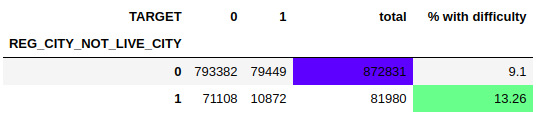 TARGET 0 1 total % with difficulty
REG_CITY_NOT_LIVE_CITY
0 793382 79449 872831 9.1
1 71108 10872 81980 13.26